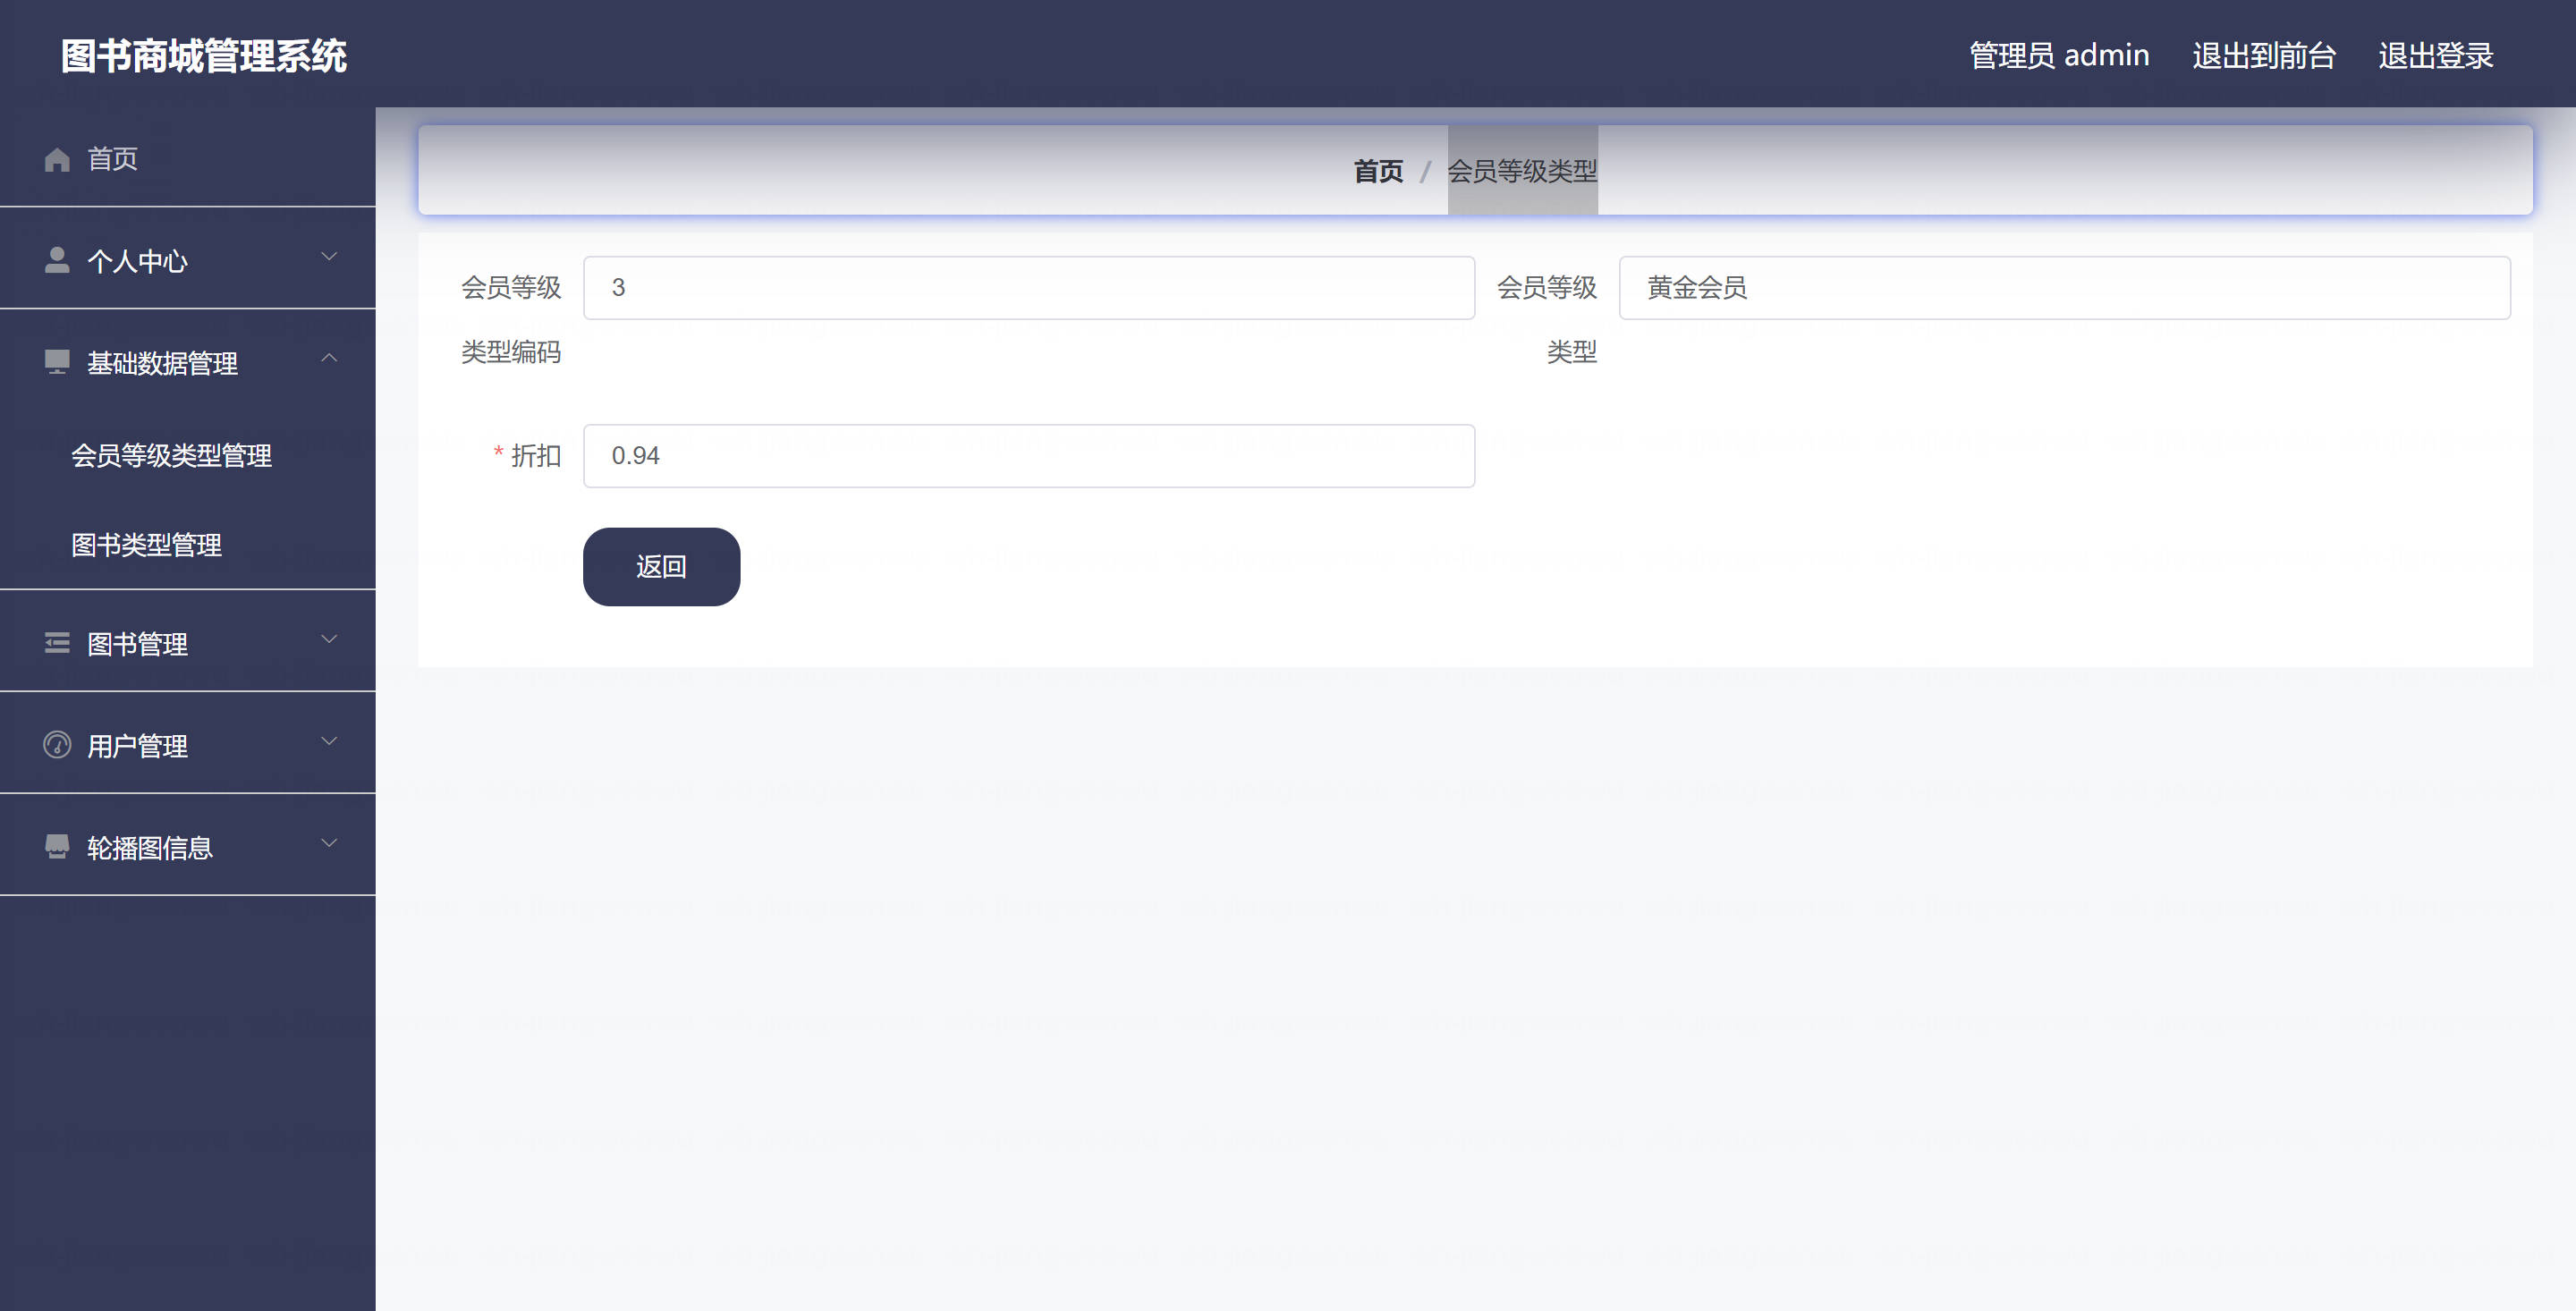 图书商城管理系统
管理员 admin 退出到前台 退出登录
首页
个人中心
基础数据管理
会员等级类型管理
图书类型管理
图书管理
用户管理
轮播图信息
首页 / 会员等级类型
会员等级类型编码 3
会员等级类型 黄金会员
* 折扣 0.94
返回